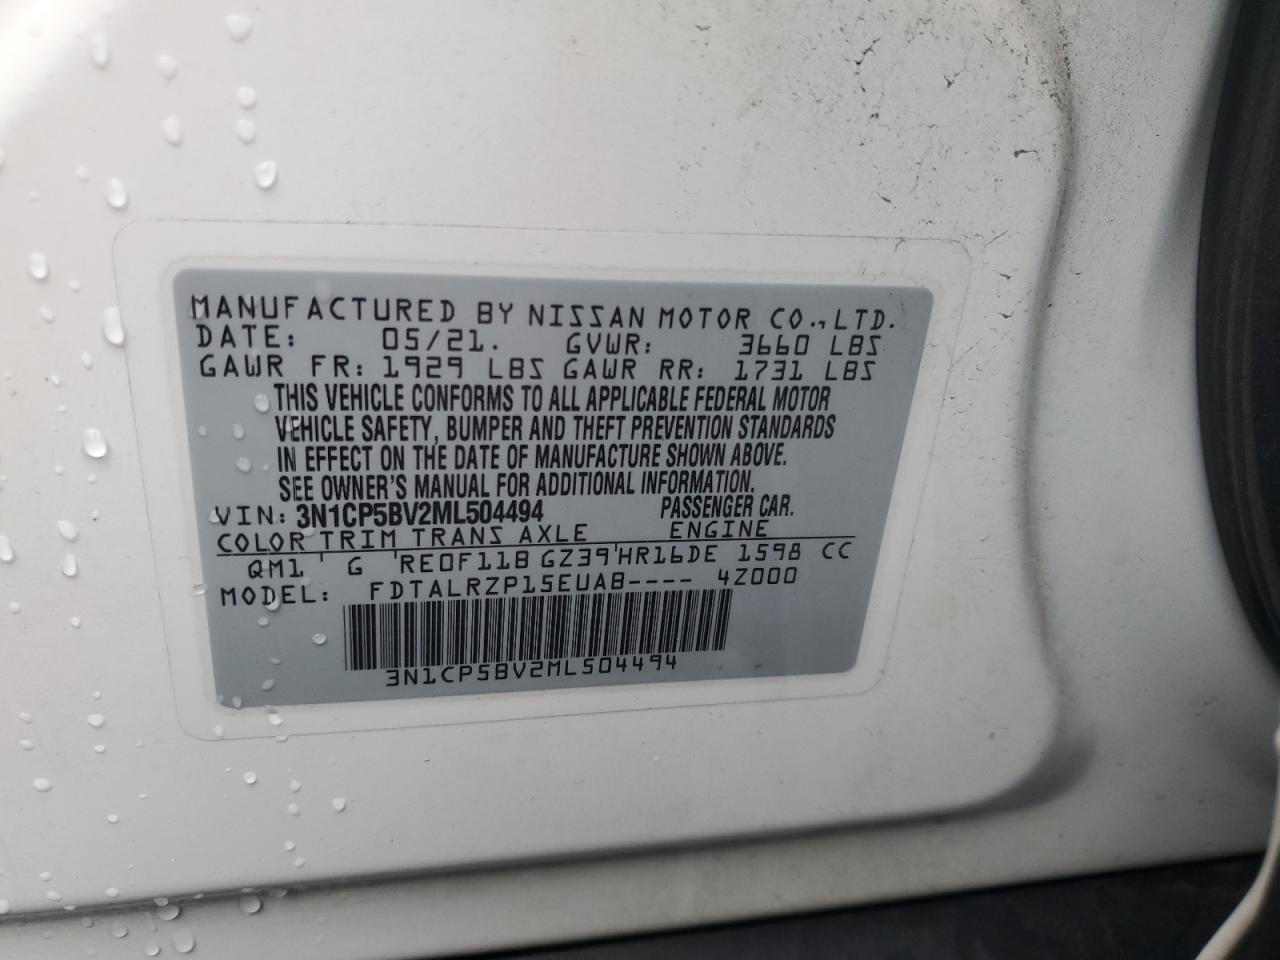 MANUFACTURED BY NISSAN MOTOR CO., LTD.
DATE: 05/21. GVWR: 3660 LBS
GAWR FR: 1929 LBS GAWR RR: 1731 LBS
THIS VEHICLE CONFORMS TO ALL APPLICABLE FEDERAL MOTOR
VEHICLE SAFETY, BUMPER AND THEFT PREVENTION STANDARDS
IN EFFECT ON THE DATE OF MANUFACTURE SHOWN ABOVE.
SEE OWNER'S MANUAL FOR ADDITIONAL INFORMATION.
VIN: 3N1CP5BV2ML504494 PASSENGER CAR.
COLOR TRIM TRANS AXLE ENGINE
QM1 G RE0F11B GZ39 HR16DE 1598 CC
MODEL: FDTALRZP15EUAB---- 4Z000
3N1CP5BV2ML504494